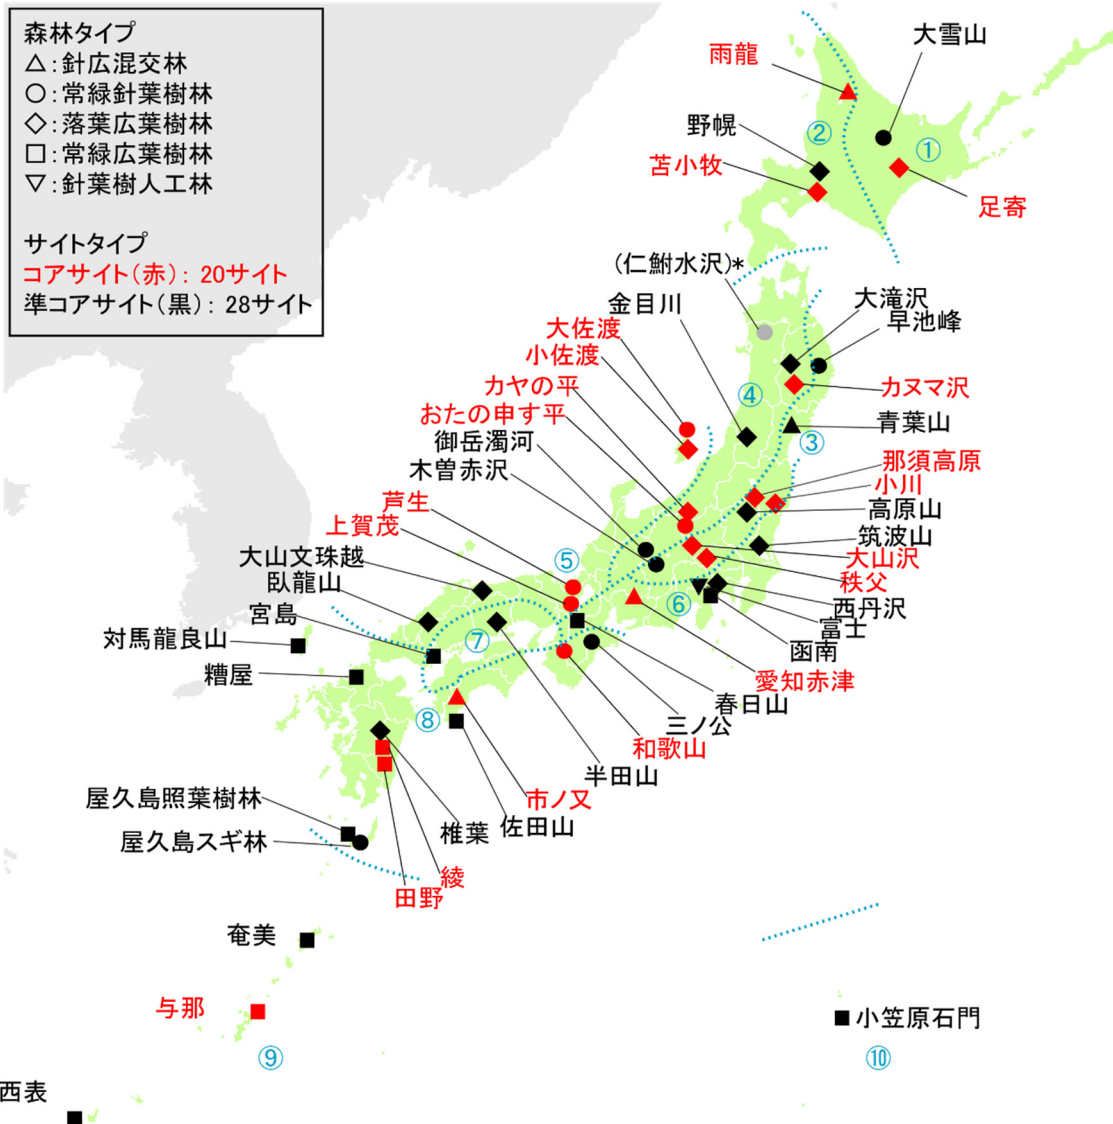 森林タイプ
△:針広混交林
○:常緑針葉樹林
◇:落葉広葉樹林
□:常緑広葉樹林
▽:針葉樹人工林
サイトタイプ
コアサイト(赤): 20サイト
準コアサイト(黒): 28サイト
大雪山
雨龍
野幌
②
①
苫小牧
足寄
(仁鮒水沢)*
金目川
大滝沢
早池峰
大佐渡
小佐渡
カヤの平
カヌマ沢
④
おたの申す平
青葉山
御岳濁河
③
木曽赤沢
那須高原
小川
芦生
高原山
上賀茂
筑波山
大山文珠越
⑤
大山沢
臥龍山
秩父
宮島
⑥
西丹沢
富士
対馬龍良山
⑦
函南
糟屋
愛知赤津
春日山
⑧
三ノ公
和歌山
半田山
屋久島照葉樹林
市ノ又
佐田山
椎葉
屋久島スギ林
綾
田野
奄美
与那
小笠原石門
⑨
⑩
西表